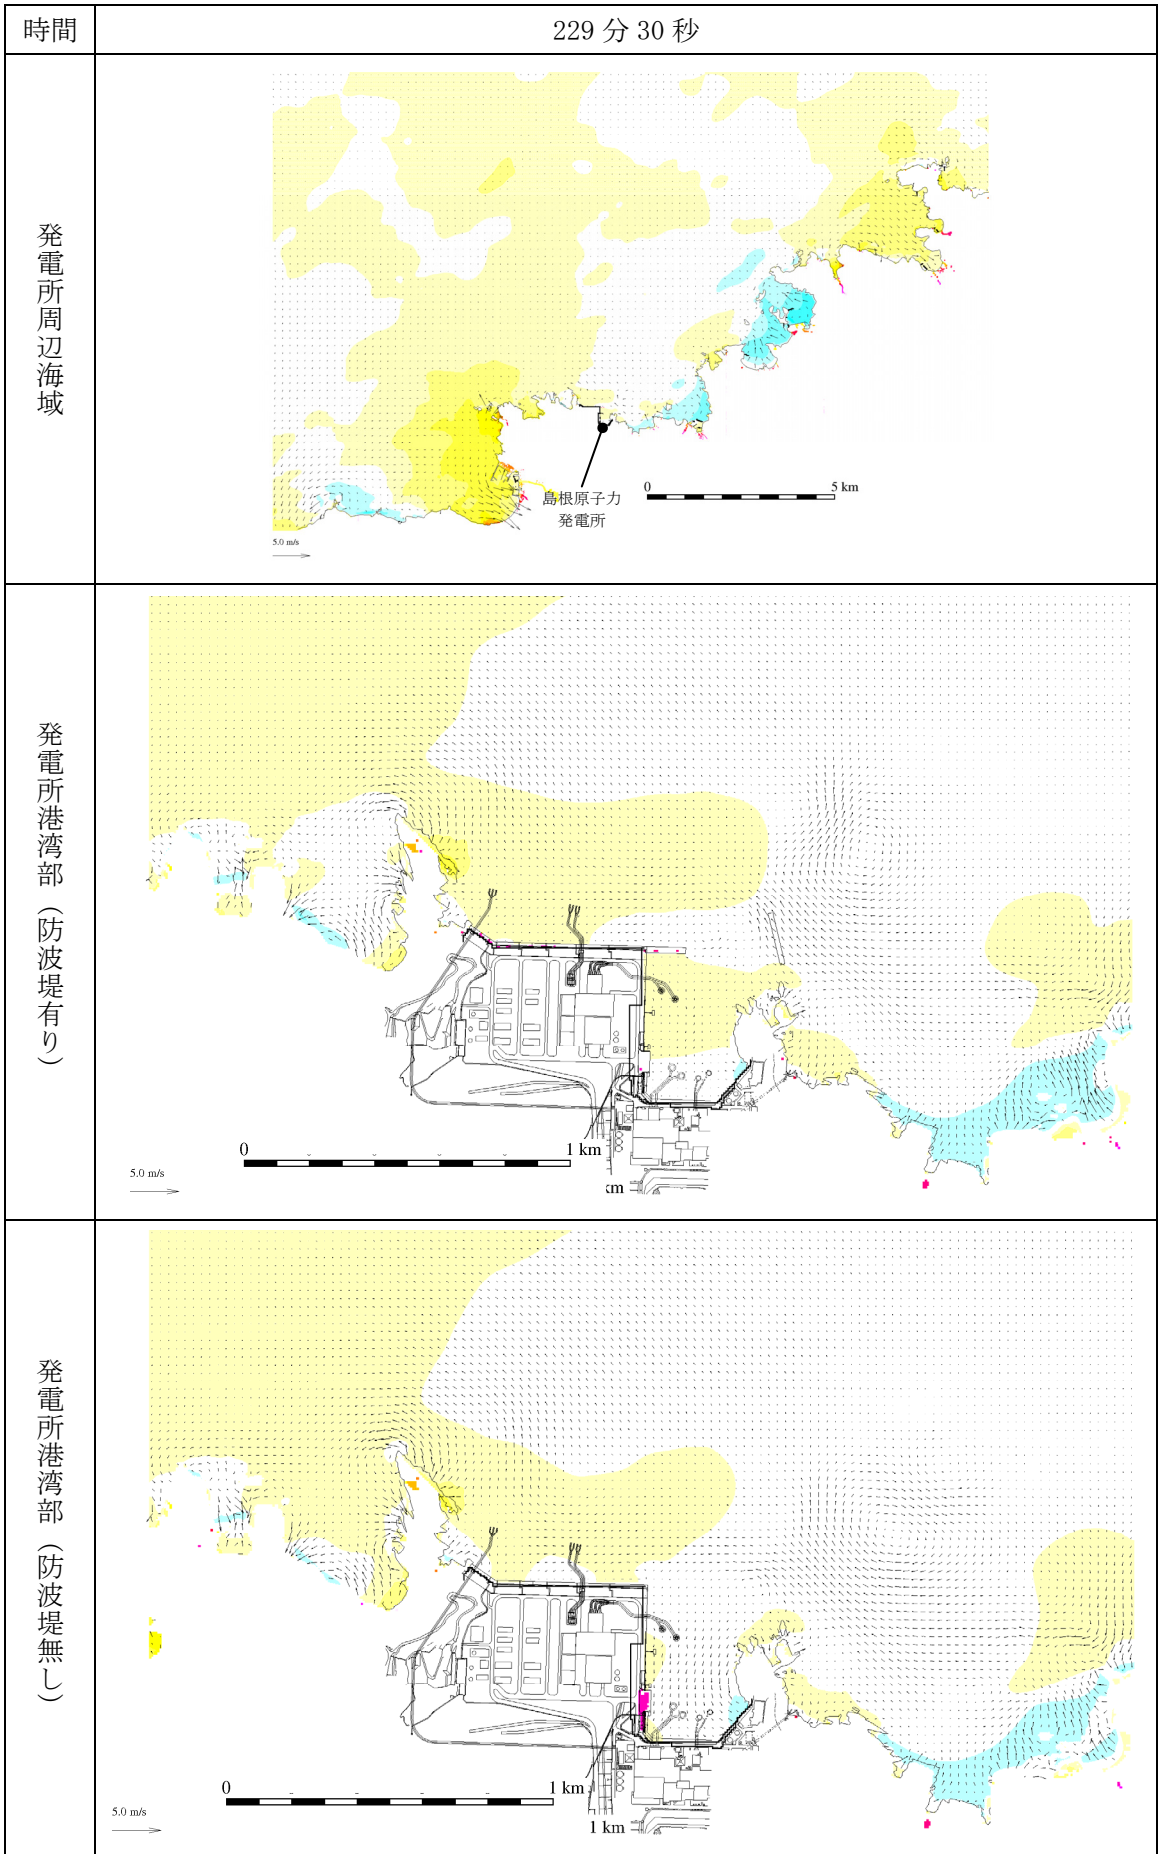 時間
229 分 30 秒
発電所周辺海域
島根原子力
発電所
0
5 km
5.0 m/s
発電所港湾部（防波堤有り）
0
1 km
5.0 m/s
km
発電所港湾部（防波堤無し）
0
1 km
5.0 m/s
1 km